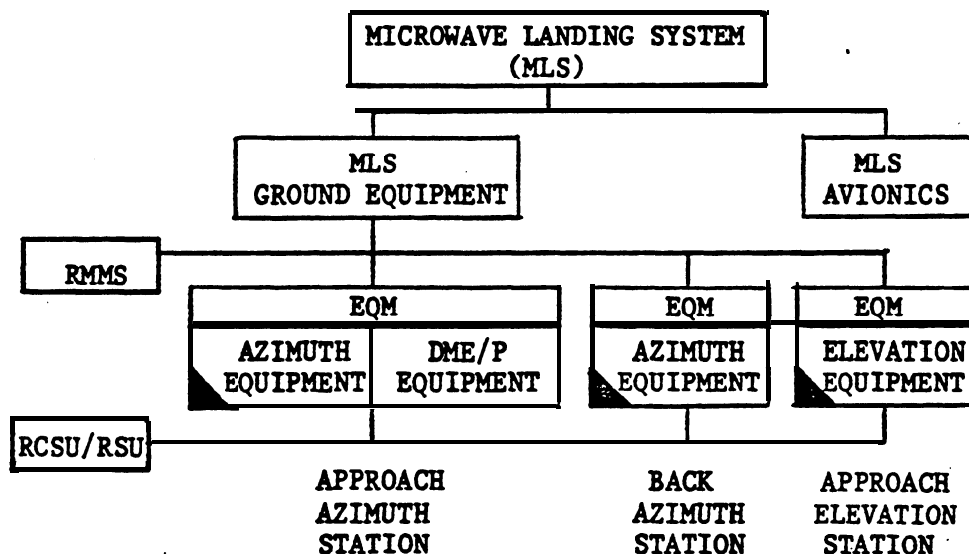 MICROWAVE LANDING SYSTEM
(MLS)
MLS
GROUND EQUIPMENT
MLS
AVIONICS
RMMS
EQM
EQM
EQM
AZIMUTH
EQUIPMENT
DME/P
EQUIPMENT
AZIMUTH
EQUIPMENT
ELEVATION
EQUIPMENT
RCSU/RSU
APPROACH
AZIMUTH
STATION
BACK
AZIMUTH
STATION
APPROACH
ELEVATION
STATION